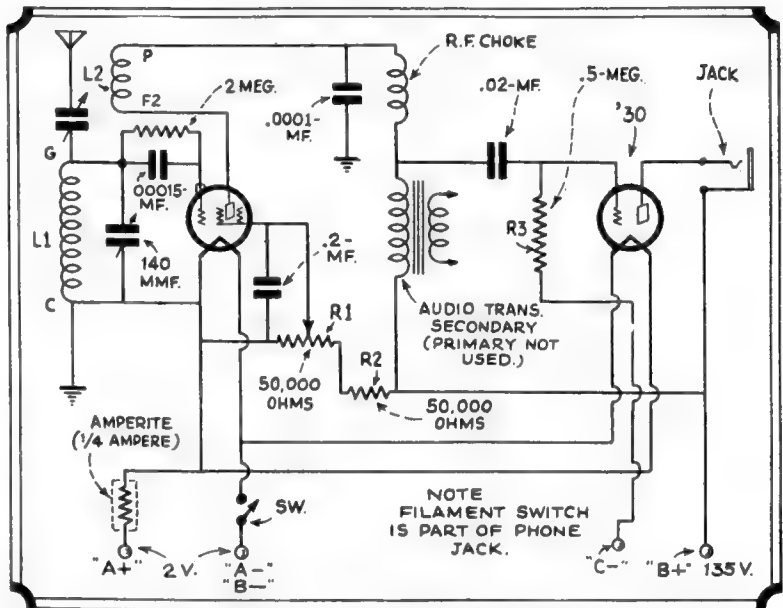 P
R.F. CHOKE
L2
2 MEG.
.02-MF.
.5-MEG.
JACK
F2
.0001-
MF.
'30
G
.00015-
MF.
L1
140
MMF.
.2-
MF.
R3
C
R1
AUDIO TRANS.
SECONDARY
(PRIMARY NOT
USED.)
R2
50,000
OHMS
50,000
OHMS
AMPERITE
(1/4 AMPERE)
SW.
NOTE
FILAMENT SWITCH
IS PART OF PHONE
JACK.
"A+"
2 V.
"A-"
"B-"
"C-"
"B+" 135 V.